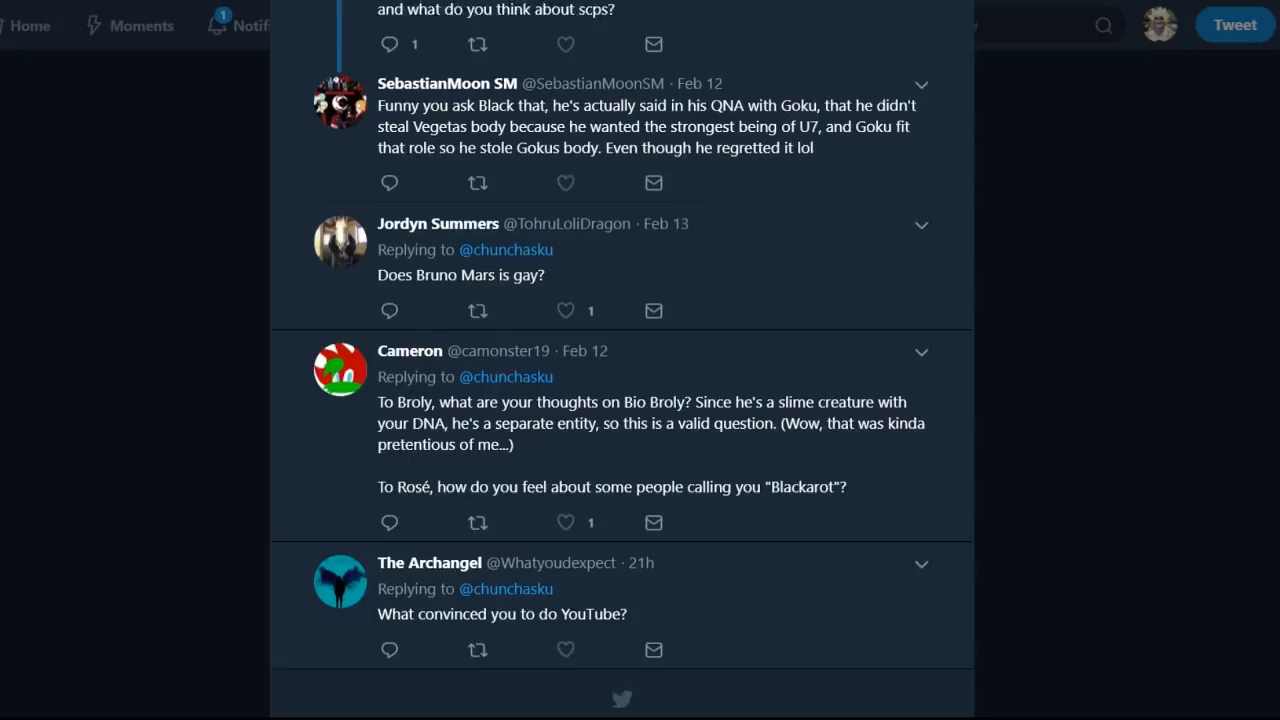 and what do you think about scps?
Home
Moments
1
Notif
Tweet
1
SebastianMoon SM @SebastianMoonSM · Feb 12
Funny you ask Black that, he's actually said in his QNA with Goku, that he didn't
steal Vegetas body because he wanted the strongest being of U7, and Goku fit
that role so he stole Gokus body. Even though he regretted it lol
Jordyn Summers @TohruLoliDragon · Feb 13
Replying to @chunchasku
Does Bruno Mars is gay?
1
Cameron @camonster19 · Feb 12
Replying to @chunchasku
To Broly, what are your thoughts on Bio Broly? Since he's a slime creature with
your DNA, he's a separate entity, so this is a valid question. (Wow, that was kinda
pretentious of me...)
To Rosé, how do you feel about some people calling you "Blackarot"?
1
The Archangel @Whatyoudexpect · 21h
Replying to @chunchasku
What convinced you to do YouTube?